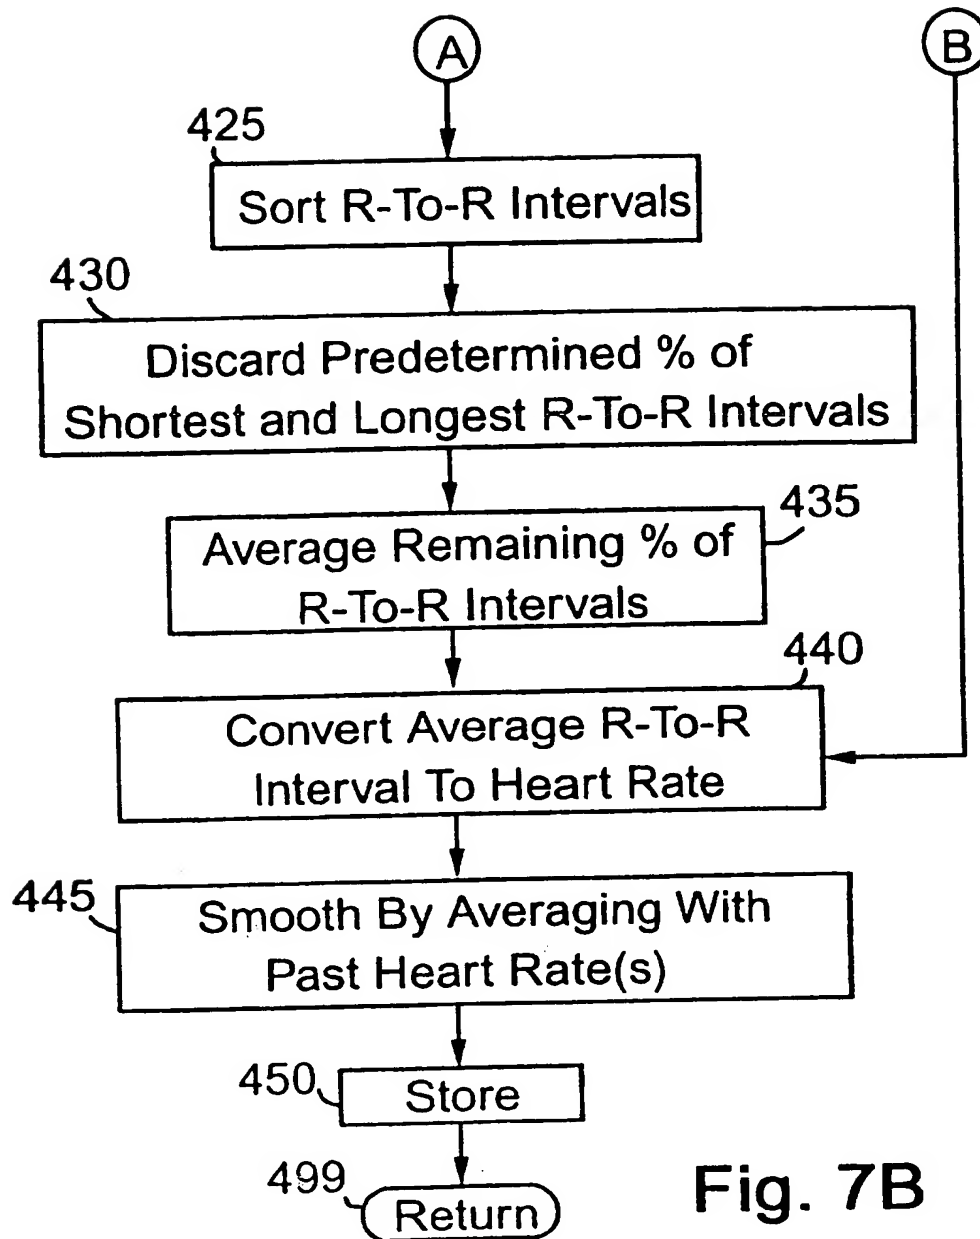 A
B
425
Sort R-To-R Intervals
430
Discard Predetermined % of
Shortest and Longest R-To-R Intervals
435
Average Remaining % of
R-To-R Intervals
440
Convert Average R-To-R
Interval To Heart Rate
445
Smooth By Averaging With
Past Heart Rate(s)
450
Store
499
Return
Fig. 7B